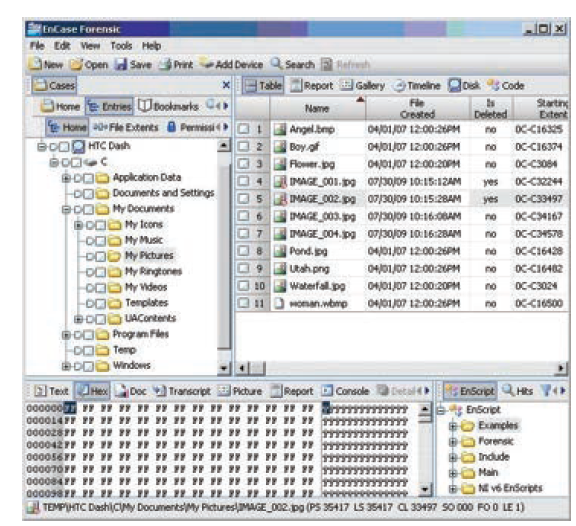 EnCase Forensic
File Edit View Tools Help
New Open Save Print Add Device Search Refresh
Cases
Table Report Gallery Timeline Disk Code
Home Entries Bookmarks
Home File Extents Permissi
Name File Created Is Deleted Starting Extent
HTC Dash
C
Application Data
Documents and Settings
My Documents
My Icons
My Music
My Pictures
My Ringtones
My Videos
Templates
UAContents
Program Files
Temp
Windows
1 Angel.bmp 04/01/07 12:00:26PM no 0C-C16325
2 Boy.gif 04/01/07 12:00:26PM no 0C-C16374
3 Flower.jpg 04/01/07 12:00:20PM no 0C-C3084
4 IMAGE_001.jpg 07/30/09 10:15:12AM yes 0C-C32244
5 IMAGE_002.jpg 07/30/09 10:15:28AM yes 0C-C33497
6 IMAGE_003.jpg 07/30/09 10:16:08AM no 0C-C34167
7 IMAGE_004.jpg 07/30/09 10:16:28AM no 0C-C34578
8 Pond.jpg 04/01/07 12:00:26PM no 0C-C16428
9 Utah.png 04/01/07 12:00:26PM no 0C-C16482
10 Waterfall.jpg 04/01/07 12:00:20PM no 0C-C3024
11 woman.wbmp 04/01/07 12:00:26PM no 0C-C16500
Text Hex Doc Transcript Picture Report Console Detail
EnScript Hits
000000 FF FF FF FF FF FF FF FF FF FF FF FF FF FF
000014 FF FF FF FF FF FF FF FF FF FF FF FF FF FF
000028 FF FF FF FF FF FF FF FF FF FF FF FF FF FF
000042 FF FF FF FF FF FF FF FF FF FF FF FF FF FF
000056 FF FF FF FF FF FF FF FF FF FF FF FF FF FF
000070 FF FF FF FF FF FF FF FF FF FF FF FF FF FF
000084 FF FF FF FF FF FF FF FF FF FF FF FF FF FF
000098 FF FF FF FF FF FF FF FF FF FF FF FF FF FF
EnScript
Examples
Forensic
Include
Main
NI v6 EnScripts
TEMP\HTC Dash\C\My Documents\My Pictures\IMAGE_002.jpg (PS 35417 LS 35417 CL 33497 SO 000 FO 0 LE 1)